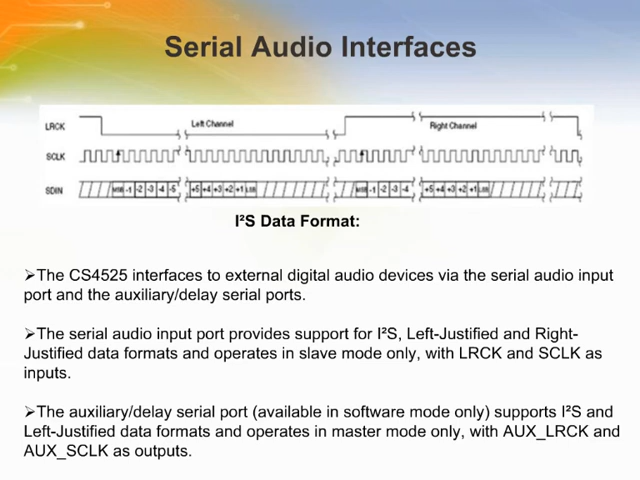 Serial Audio Interfaces
LRCK Left Channel Right Channel
SCLK
SDIN MSB -1 -2 -3 -4 -5 +5 +4 +3 +2 +1 LSB MSB -1 -2 -3 -4 +5 +4 +3 +2 +1 LSB
I²S Data Format:
➢The CS4525 interfaces to external digital audio devices via the serial audio input
port and the auxiliary/delay serial ports.
➢The serial audio input port provides support for I²S, Left-Justified and Right-
Justified data formats and operates in slave mode only, with LRCK and SCLK as
inputs.
➢The auxiliary/delay serial port (available in software mode only) supports I²S and
Left-Justified data formats and operates in master mode only, with AUX_LRCK and
AUX_SCLK as outputs.